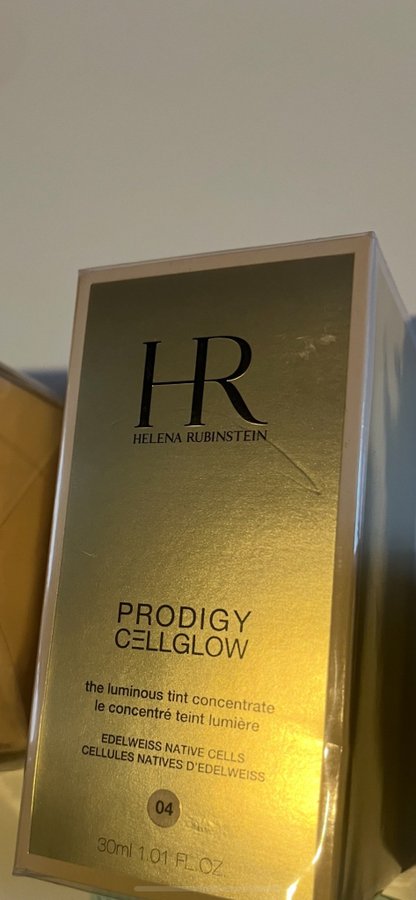 HR
HELENA RUBINSTEIN
PRODIGY
CELLGLOW
the luminous tint concentrate
le concentré teint lumière
EDELWEISS NATIVE CELLS
CELLULES NATIVES D'EDELWEISS
04
30ml 1.01 FL.OZ.